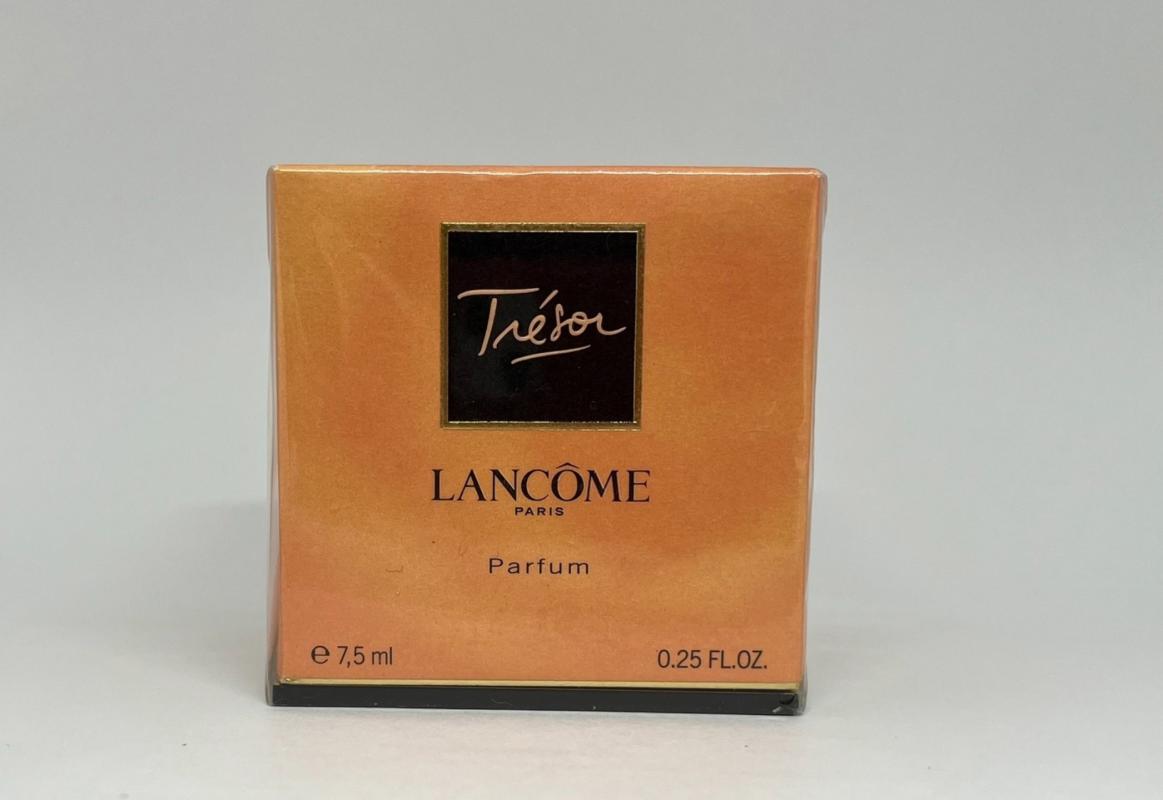 Trésor
LANCÔME
PARIS
Parfum
℮ 7,5 ml
0.25 FL.OZ.